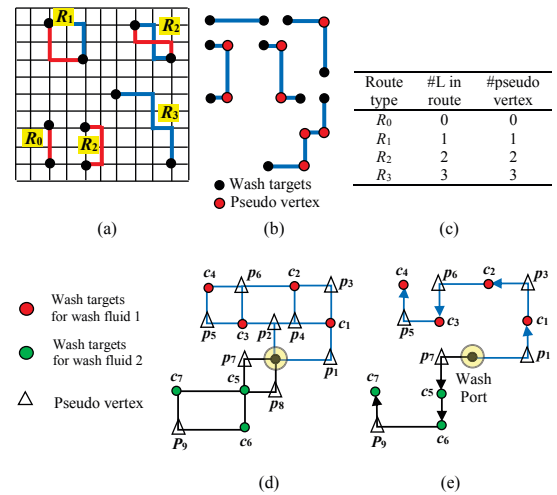 R1
R2
R3
R0
R2
Wash targets
Pseudo vertex
Route type #L in route #pseudo vertex
R0 0 0
R1 1 1
R2 2 2
R3 3 3
(a) (b) (c)
Wash targets for wash fluid 1
Wash targets for wash fluid 2
Pseudo vertex
c4 p6 c2 p3
p5 c3 p2 p4 c1
p7 p1
c7 c5 p8
P9 c6
(d)
c4 p6 c2 p3
p5 c3 c1
p7 p1
Wash Port
c7 c5
P9 c6
(e)